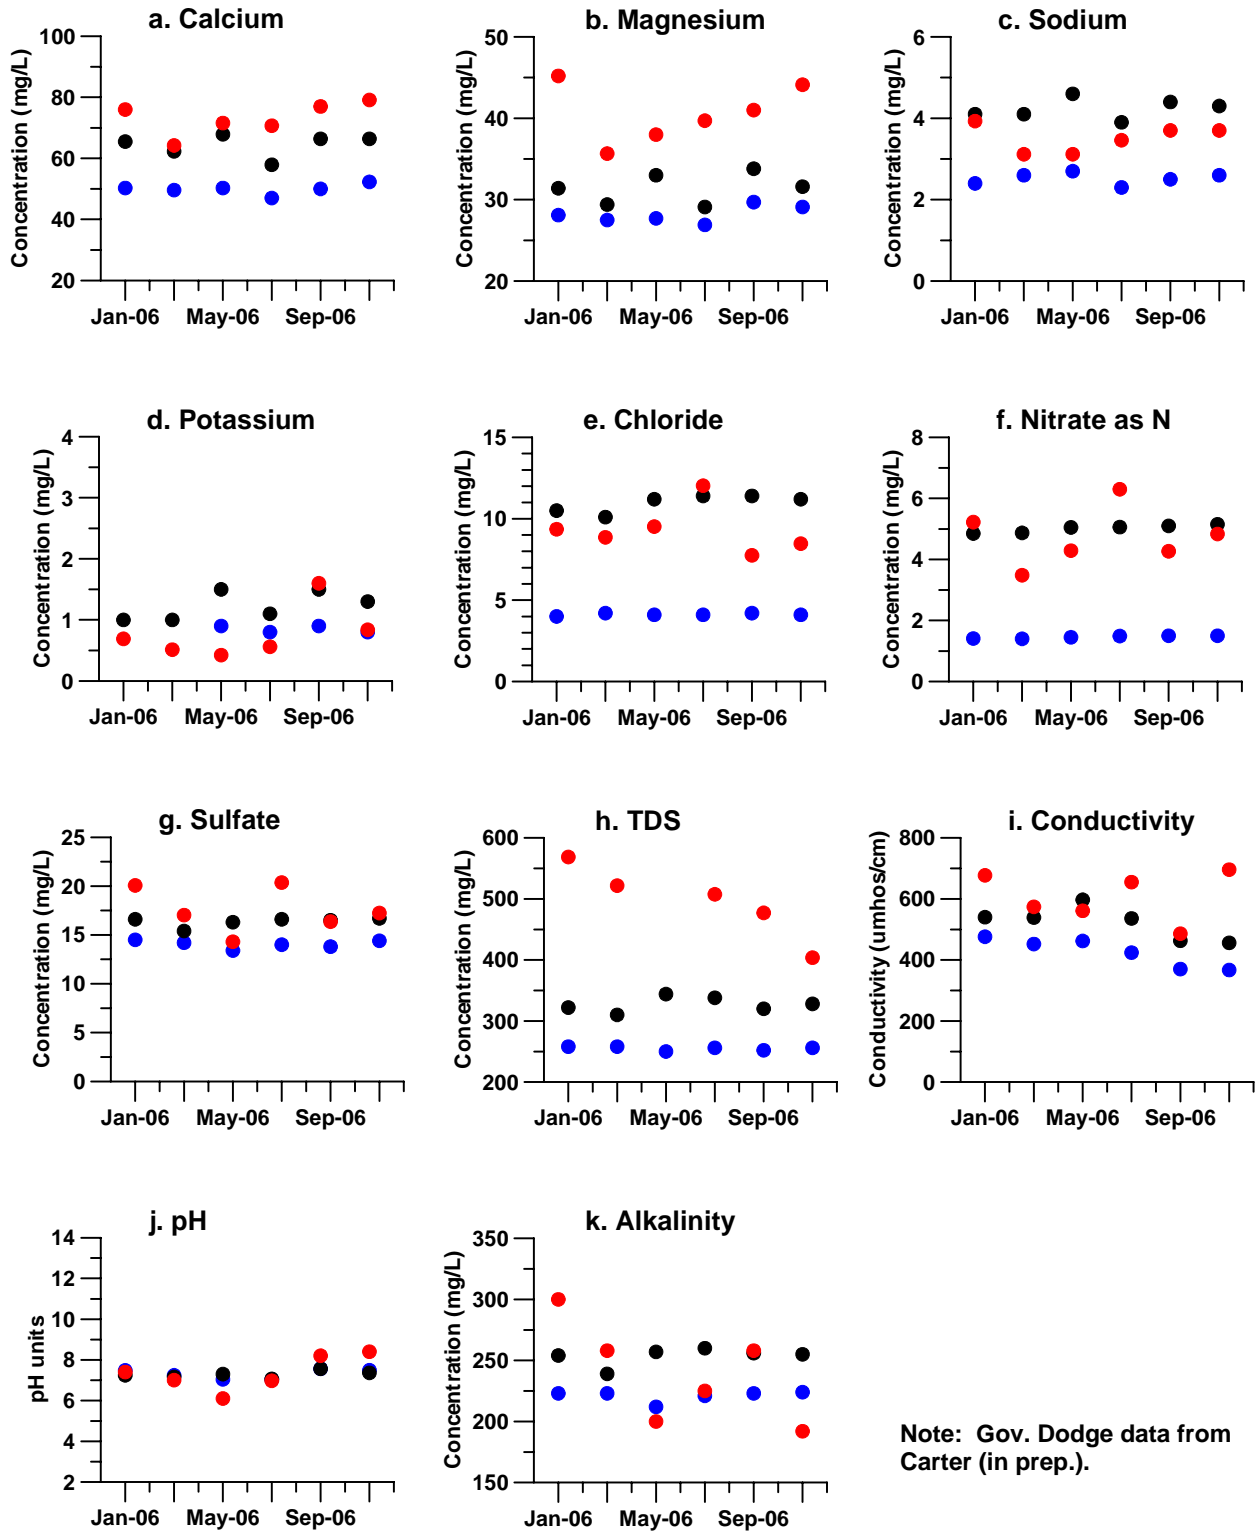 a. Calcium
Concentration (mg/L)
100
80
60
40
20
Jan-06 May-06 Sep-06
b. Magnesium
Concentration (mg/L)
50
40
30
20
Jan-06 May-06 Sep-06
c. Sodium
Concentration (mg/L)
6
4
2
0
Jan-06 May-06 Sep-06
d. Potassium
Concentration (mg/L)
4
3
2
1
0
Jan-06 May-06 Sep-06
e. Chloride
Concentration (mg/L)
15
10
5
0
Jan-06 May-06 Sep-06
f. Nitrate as N
Concentration (mg/L)
8
6
4
2
0
Jan-06 May-06 Sep-06
g. Sulfate
Concentration (mg/L)
25
20
15
10
5
0
Jan-06 May-06 Sep-06
h. TDS
Concentration (mg/L)
600
500
400
300
200
Jan-06 May-06 Sep-06
i. Conductivity
Conductivity (umhos/cm)
800
600
400
200
0
Jan-06 May-06 Sep-06
j. pH
pH units
14
12
10
8
6
4
2
Jan-06 May-06 Sep-06
k. Alkalinity
Concentration (mg/L)
350
300
250
200
150
Jan-06 May-06 Sep-06
Note: Gov. Dodge data from
Carter (in prep.).